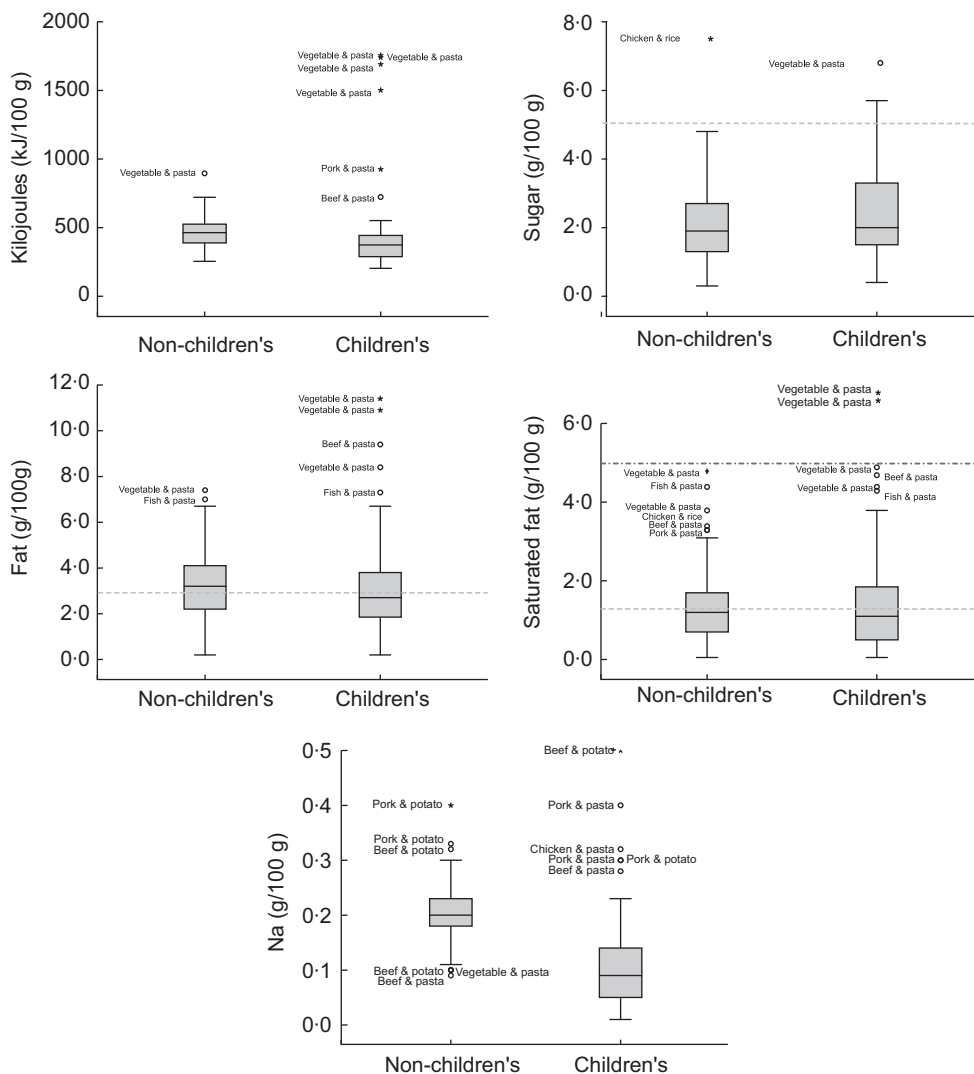 2000
1500
1000
500
0
Kilojoules (kJ/100 g)
Vegetable & pasta
Vegetable & pasta
Vegetable & pasta
Vegetable & pasta
Vegetable & pasta
Pork & pasta
Beef & pasta
Non-children's
Children's
8·0
6·0
4·0
2·0
0·0
Sugar (g/100 g)
Chicken & rice
Vegetable & pasta
Non-children's
Children's
12·0
10·0
8·0
6·0
4·0
2·0
0·0
Fat (g/100g)
Vegetable & pasta
Fish & pasta
Vegetable & pasta
Vegetable & pasta
Beef & pasta
Vegetable & pasta
Fish & pasta
Non-children's
Children's
6·0
4·0
2·0
0·0
Saturated fat (g/100 g)
Vegetable & pasta
Fish & pasta
Vegetable & pasta
Chicken & rice
Beef & pasta
Pork & pasta
Vegetable & pasta
Vegetable & pasta
Vegetable & pasta
Beef & pasta
Vegetable & pasta
Fish & pasta
Non-children's
Children's
0·5
0·4
0·3
0·2
0·1
0·0
Na (g/100 g)
Pork & potato
Pork & potato
Beef & potato
Beef & potato
Vegetable & pasta
Beef & pasta
Beef & potato
Pork & pasta
Chicken & pasta
Pork & pasta
Pork & potato
Beef & pasta
Non-children's
Children's